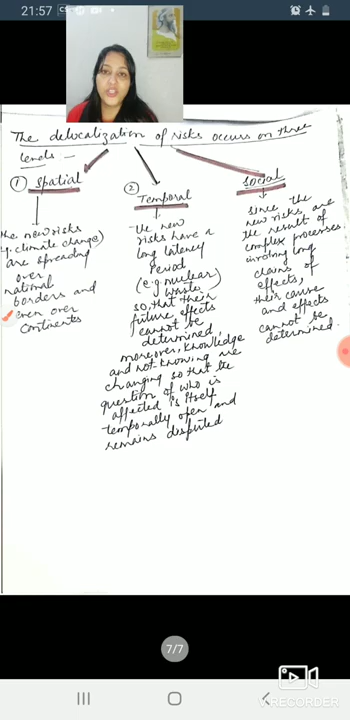 21:57
The delocalization of risks occurs on three
levels –
① Spatial
the new risks
(eg. climate change)
are spreading
over
national
borders and
even over
continents
②
Temporal
the new
risks have a
long latency
Period
(e.g nuclear
waste)
so, that their
future effects
cannot be
determined,
moreover, knowledge
and not-knowing are
changing so that the
question of who is
affected is itself
temporally open and
remains disputed
Social
since the
new risks are
the result of
complex processes
involving long
chains of
effects,
their cause
and effects
cannot be
determined.
7/7
VIRECORDER